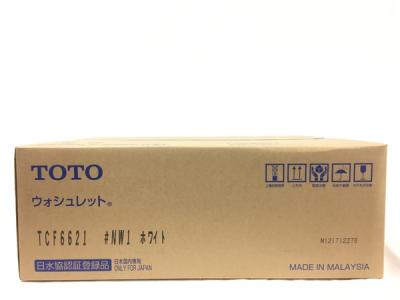 TOTO
ウォシュレット®
TCF6621 #NW1 ホワイト
日水協認証登録品
日本国内専用
ONLY FOR JAPAN
MADE IN MALAYSIA